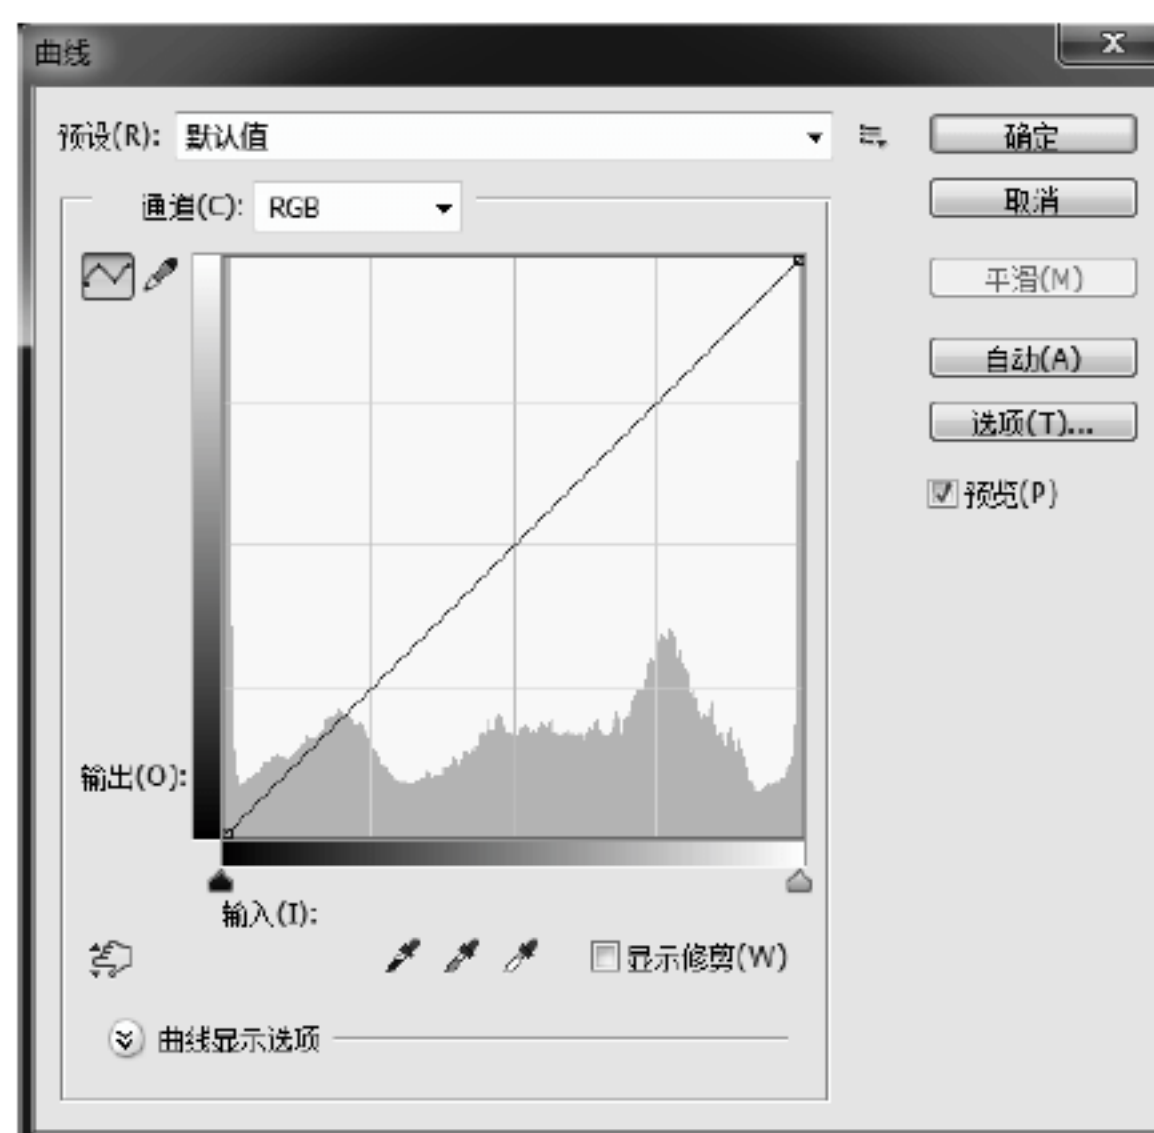 曲线
预设(R): 默认值
确定
取消
通道(C): RGB
平滑(M)
自动(A)
选项(T)...
预览(P)
输出(O):
输入(I):
显示修剪(W)
曲线显示选项